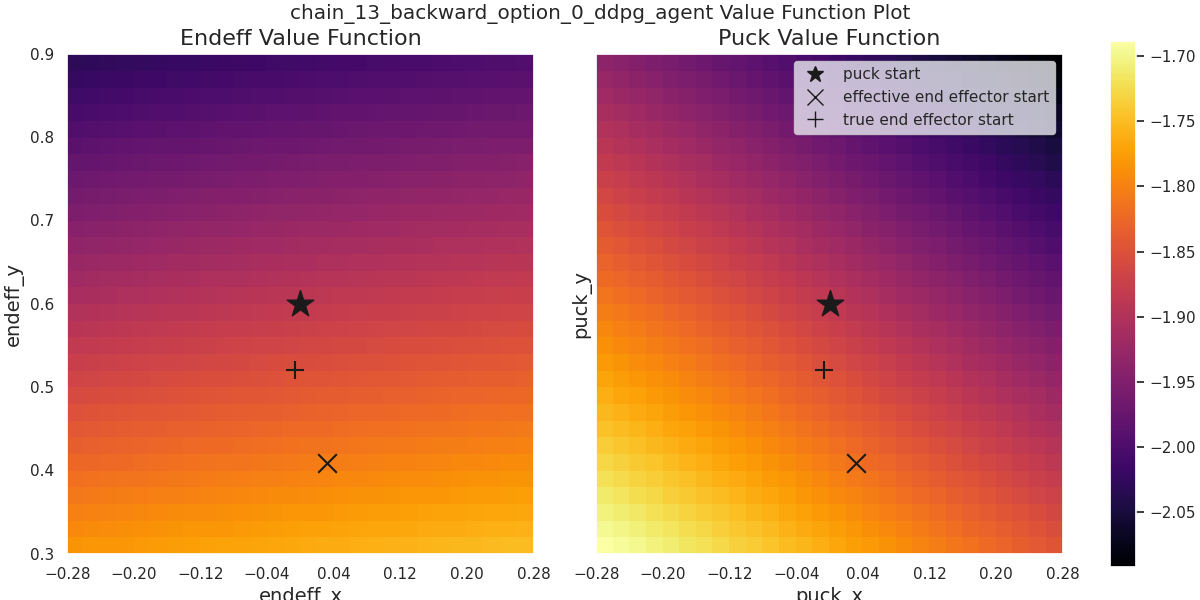 chain_13_backward_option_0_ddpg_agent Value Function Plot
Endeff Value Function
Puck Value Function
endeff_y
0.9
0.8
0.7
0.6
0.5
0.4
0.3
−0.28 −0.20 −0.12 −0.04 0.04 0.12 0.20 0.28
endeff_x
puck_y
puck start
effective end effector start
true end effector start
−0.28 −0.20 −0.12 −0.04 0.04 0.12 0.20 0.28
puck_x
−1.70
−1.75
−1.80
−1.85
−1.90
−1.95
−2.00
−2.05